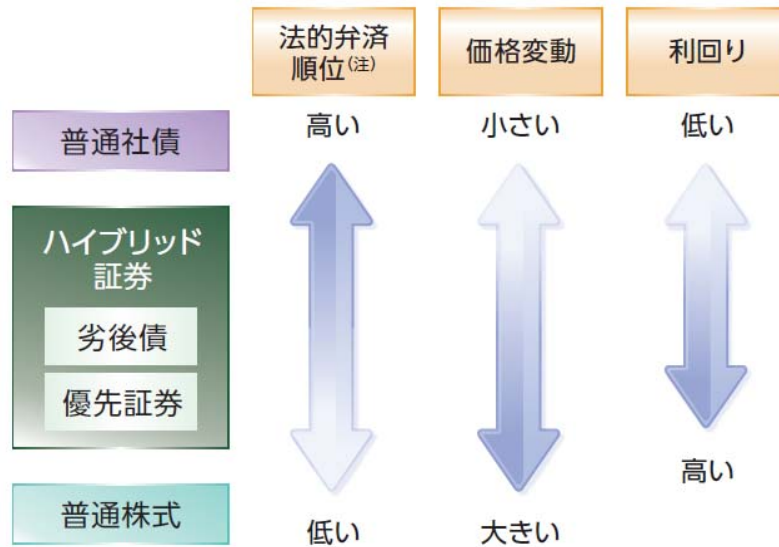 法的弁済
順位(注)
価格変動
利回り
普通社債
高い
小さい
低い
ハイブリッド
証券
劣後債
優先証券
高い
普通株式
低い
大きい